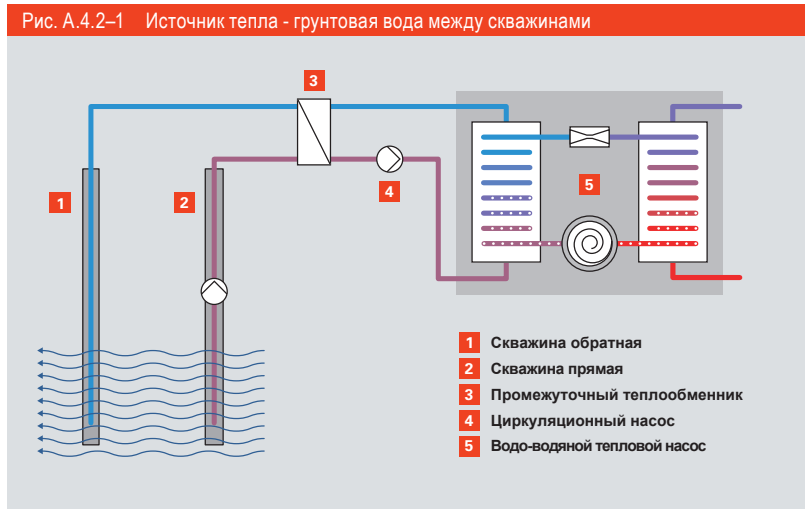 Рис. А.4.2–1 Источник тепла - грунтовая вода между скважинами
3
1
2
4
5
1 Скважина обратная
2 Скважина прямая
3 Промежуточный теплообменник
4 Циркуляционный насос
5 Водо-водяной тепловой насос